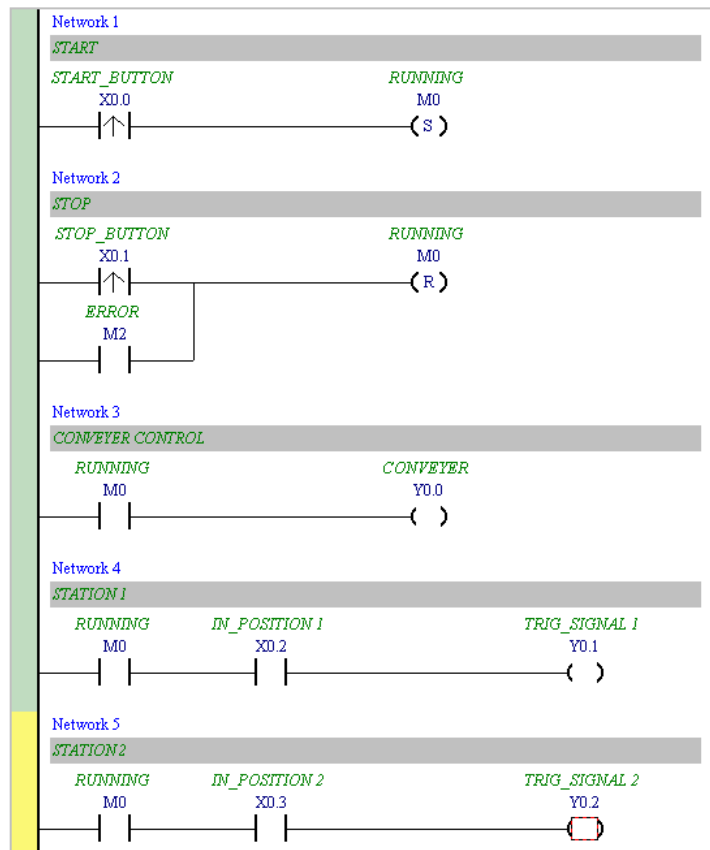 Network 1
START
START_BUTTON RUNNING
X0.0 M0
S
Network 2
STOP
STOP_BUTTON RUNNING
X0.1 M0
R
ERROR
M2
Network 3
CONVEYER CONTROL
RUNNING CONVEYER
M0 Y0.0
Network 4
STATION 1
RUNNING IN_POSITION 1 TRIG_SIGNAL 1
M0 X0.2 Y0.1
Network 5
STATION 2
RUNNING IN_POSITION 2 TRIG_SIGNAL 2
M0 X0.3 Y0.2